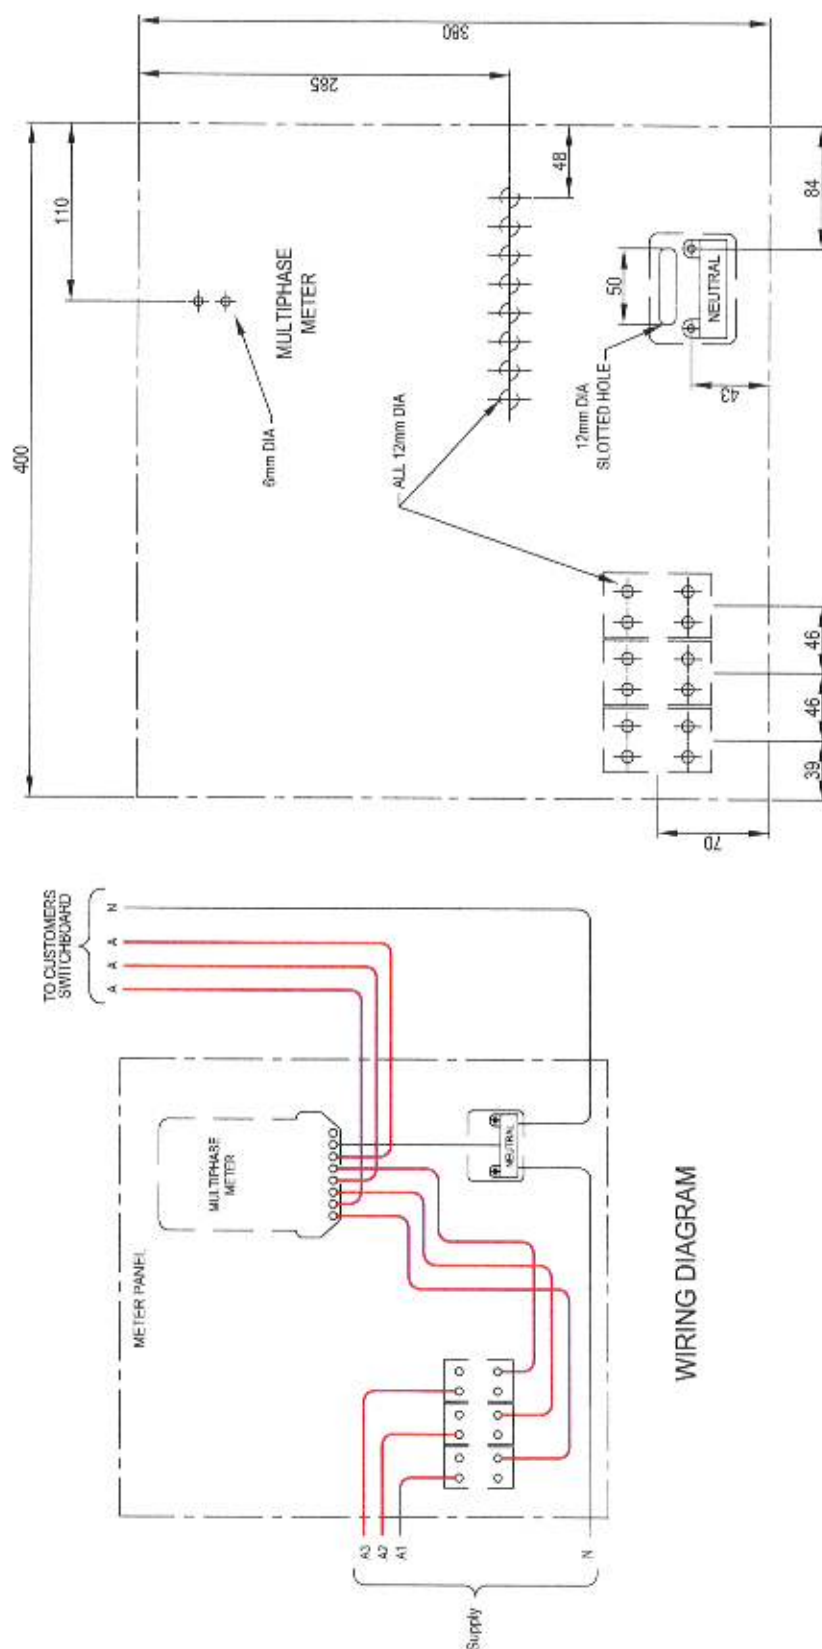 400
110
285
380
6mm DIA
MULTIPHASE
METER
ALL 12mm DIA
48
12mm DIA
SLOTTED HOLE
50
NEUTRAL
43
84
70
39
46
46
TO CUSTOMERS
SWITCHBOARD
A
A
A
N
METER PANEL
MULTIPHASE
METER
NEUTRAL
A3
A2
A1
N
Supply
WIRING DIAGRAM